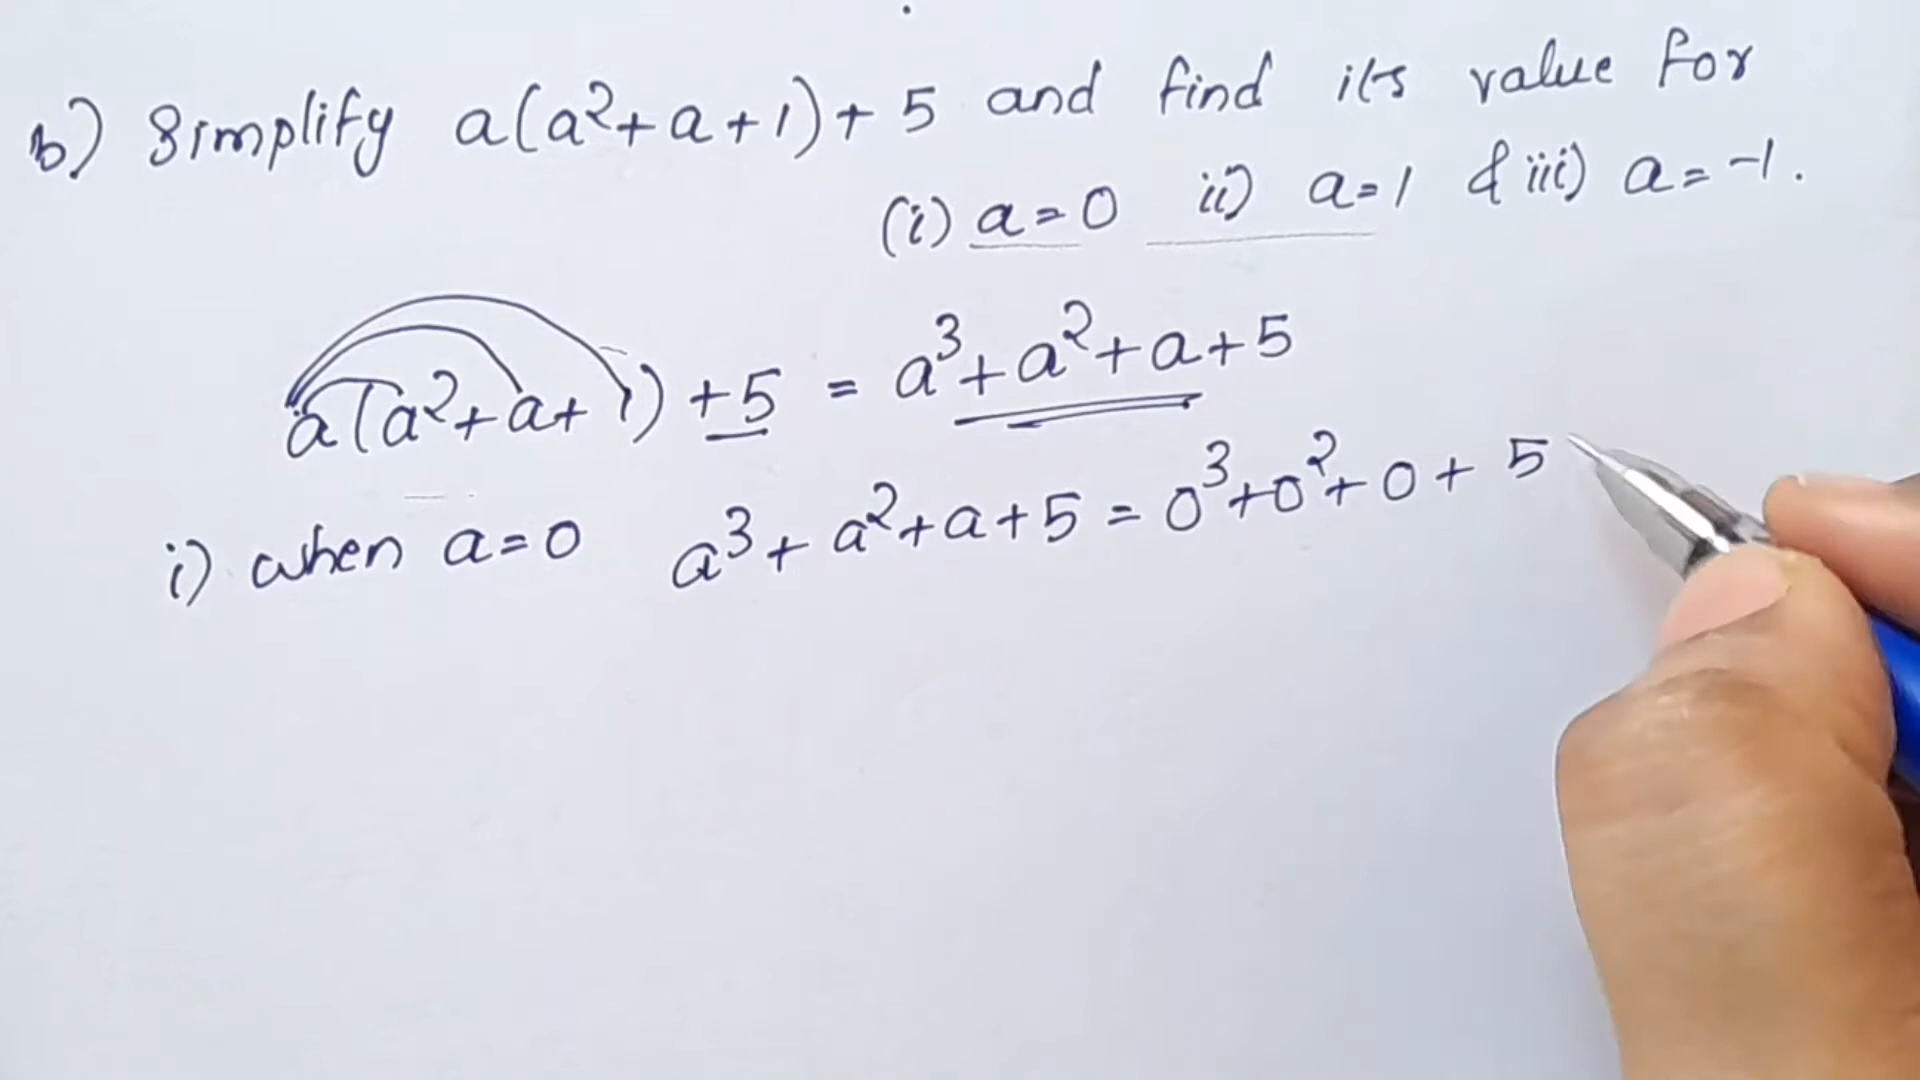 b) Simplify a(a²+a+1)+5 and find its value for
(i) a=0 ii) a=1 & iii) a=-1.
a(a²+a+1)+5 = a³+a²+a+5
i) when a=0 a³+a²+a+5=0³+0²+0+5